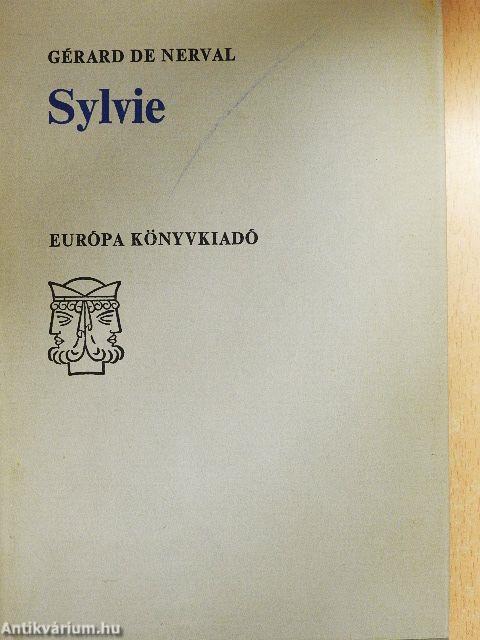 GÉRARD DE NERVAL
Sylvie
EURÓPA KÖNYVKIADÓ
Antikvárium.hu